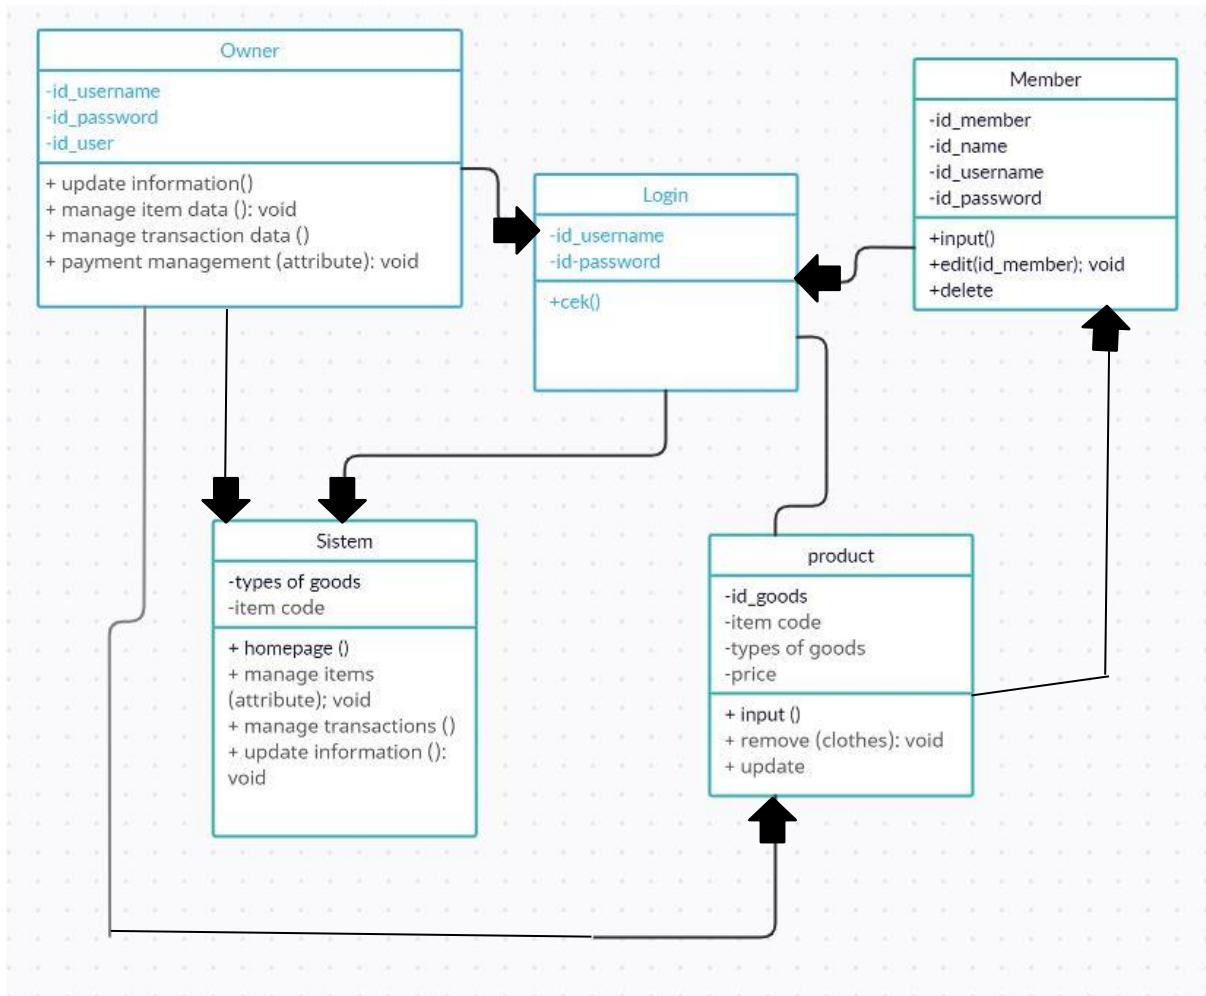 Owner
-id_username
-id_password
-id_user
+ update information()
+ manage item data (): void
+ manage transaction data ()
+ payment management (attribute): void
Member
-id_member
-id_name
-id_username
-id_password
+input()
+edit(id_member); void
+delete
Login
-id_username
-id-password
+cek()
Sistem
-types of goods
-item code
+ homepage ()
+ manage items
(attribute); void
+ manage transactions ()
+ update information ():
void
product
-id_goods
-item code
-types of goods
-price
+ input ()
+ remove (clothes): void
+ update